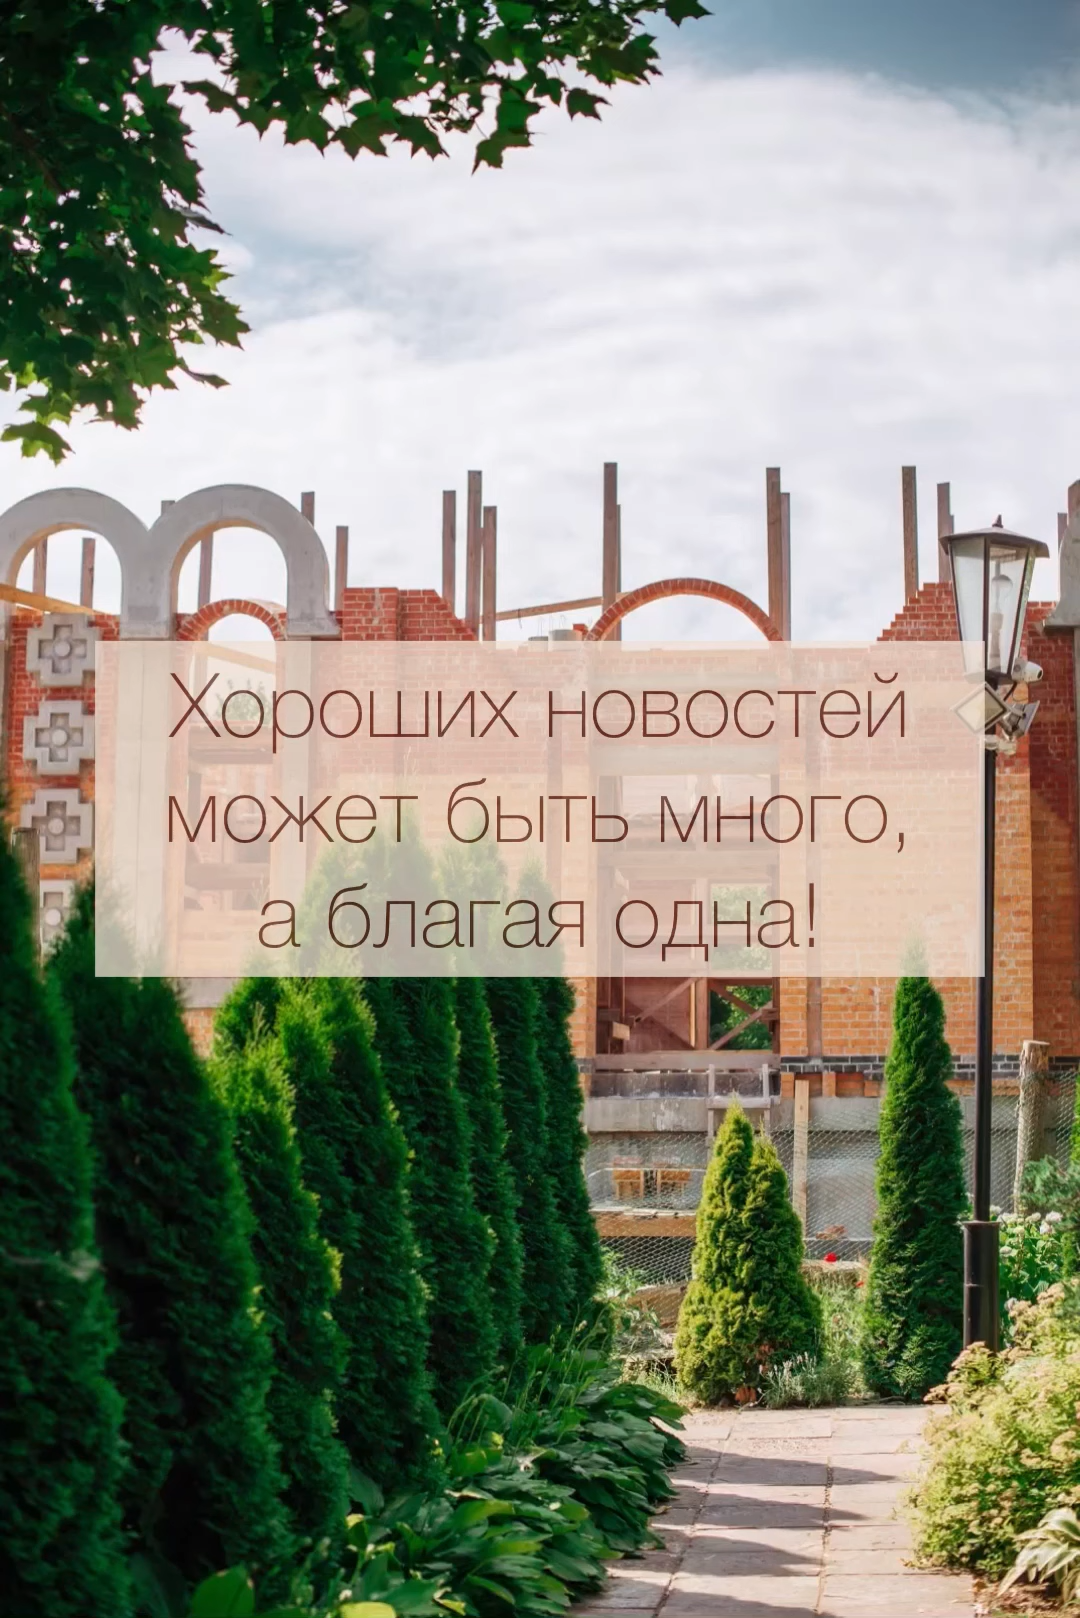 Хороших новостей
может быть много,
а благая одна!